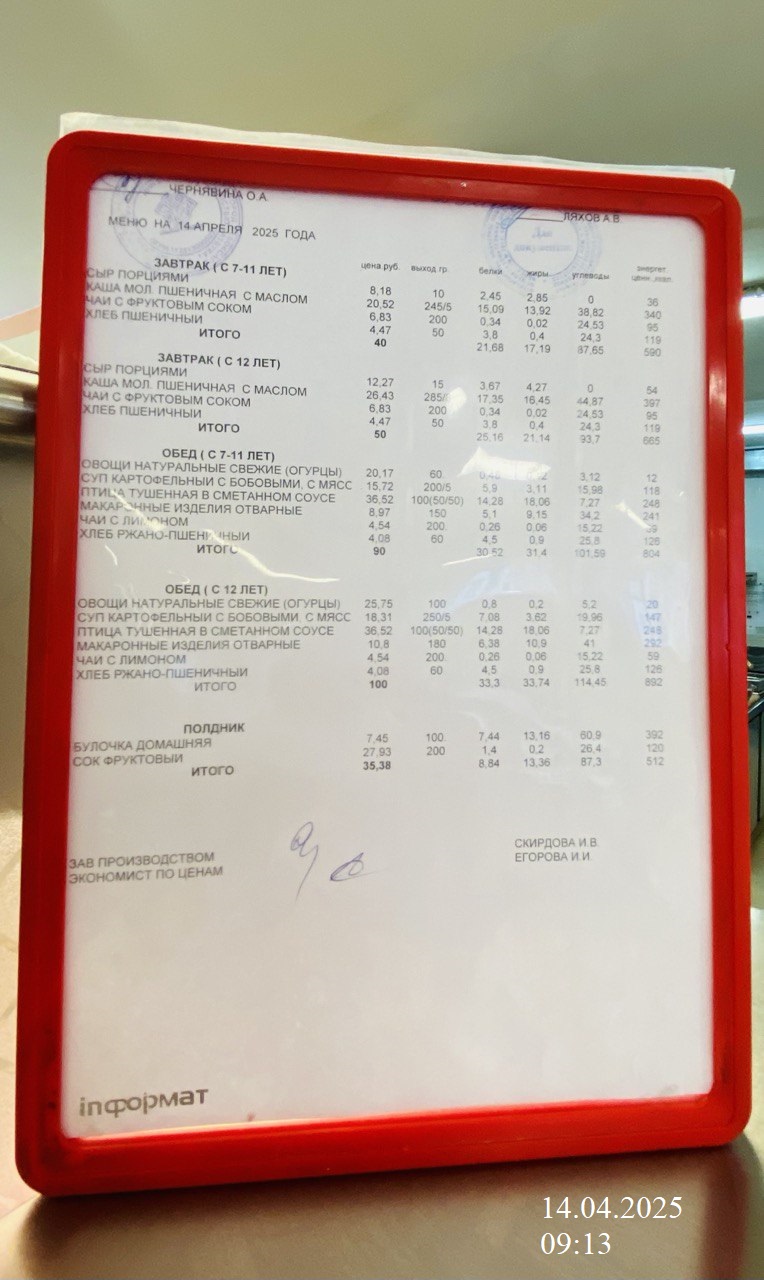 ЧЕРНЯВИНА О.А.
ЛЯХОВ А.В.
Для документов
МЕНЮ НА 14 АПРЕЛЯ 2025 ГОДА
цена руб. выход гр. белки жиры углеводы энергет. ценн.
ЗАВТРАК ( С 7-11 ЛЕТ)
СЫР ПОРЦИЯМИ 8,18 10 2,45 2,85 0 36
КАША МОЛ. ПШЕНИЧНАЯ С МАСЛОМ 20,52 245/5 15,09 13,92 38,82 340
ЧАЙ С ФРУКТОВЫМ СОКОМ 6,83 200 0,34 0,02 24,53 95
ХЛЕБ ПШЕНИЧНЫЙ 4,47 50 3,8 0,4 24,3 119
ИТОГО 40 21,68 17,19 87,65 590
ЗАВТРАК ( С 12 ЛЕТ)
СЫР ПОРЦИЯМИ 12,27 15 3,67 4,27 0 54
КАША МОЛ. ПШЕНИЧНАЯ С МАСЛОМ 26,43 285/ 17,35 16,45 44,87 397
ЧАЙ С ФРУКТОВЫМ СОКОМ 6,83 200 0,34 0,02 24,53 95
ХЛЕБ ПШЕНИЧНЫЙ 4,47 50 3,8 0,4 24,3 119
ИТОГО 50 25,16 21,14 93,7 665
ОБЕД ( С 7-11 ЛЕТ)
ОВОЩИ НАТУРАЛЬНЫЕ СВЕЖИЕ (ОГУРЦЫ) 20,17 60 3,12 12
СУП КАРТОФЕЛЬНЫЙ С БОБОВЫМИ, С МЯСС 15,72 200/5 5,9 3,11 15,98 118
ПТИЦА ТУШЕННАЯ В СМЕТАННОМ СОУСЕ 36,52 100(50/50) 14,28 18,06 7,27 248
МАКАРОННЫЕ ИЗДЕЛИЯ ОТВАРНЫЕ 8,97 150 5,1 9,15 34,2 241
ЧАЙ С ЛИМОНОМ 4,54 200 0,26 0,06 15,22 59
ХЛЕБ РЖАНО-ПШЕНИЧНЫЙ 4,08 60 4,5 0,9 25,8 126
ИТОГО 90 30,52 31,4 101,59 804
ОБЕД ( С 12 ЛЕТ)
ОВОЩИ НАТУРАЛЬНЫЕ СВЕЖИЕ (ОГУРЦЫ) 25,75 100 0,8 0,2 5,2 20
СУП КАРТОФЕЛЬНЫЙ С БОБОВЫМИ, С МЯСС 18,31 250/5 7,08 3,62 19,96 147
ПТИЦА ТУШЕННАЯ В СМЕТАННОМ СОУСЕ 36,52 100(50/50) 14,28 18,06 7,27 248
МАКАРОННЫЕ ИЗДЕЛИЯ ОТВАРНЫЕ 10,8 180 6,38 10,9 41 292
ЧАЙ С ЛИМОНОМ 4,54 200 0,26 0,06 15,22 59
ХЛЕБ РЖАНО-ПШЕНИЧНЫЙ 4,08 60 4,5 0,9 25,8 126
ИТОГО 100 33,3 33,74 114,45 892
ПОЛДНИК
БУЛОЧКА ДОМАШНЯЯ 7,45 100 7,44 13,16 60,9 392
СОК ФРУКТОВЫЙ 27,93 200 1,4 0,2 26,4 120
ИТОГО 35,38 8,84 13,36 87,3 512
ЗАВ ПРОИЗВОДСТВОМ СКИРДОВА И.В.
ЭКОНОМИСТ ПО ЦЕНАМ ЕГОРОВА И.И.
inформат
14.04.2025
09:13